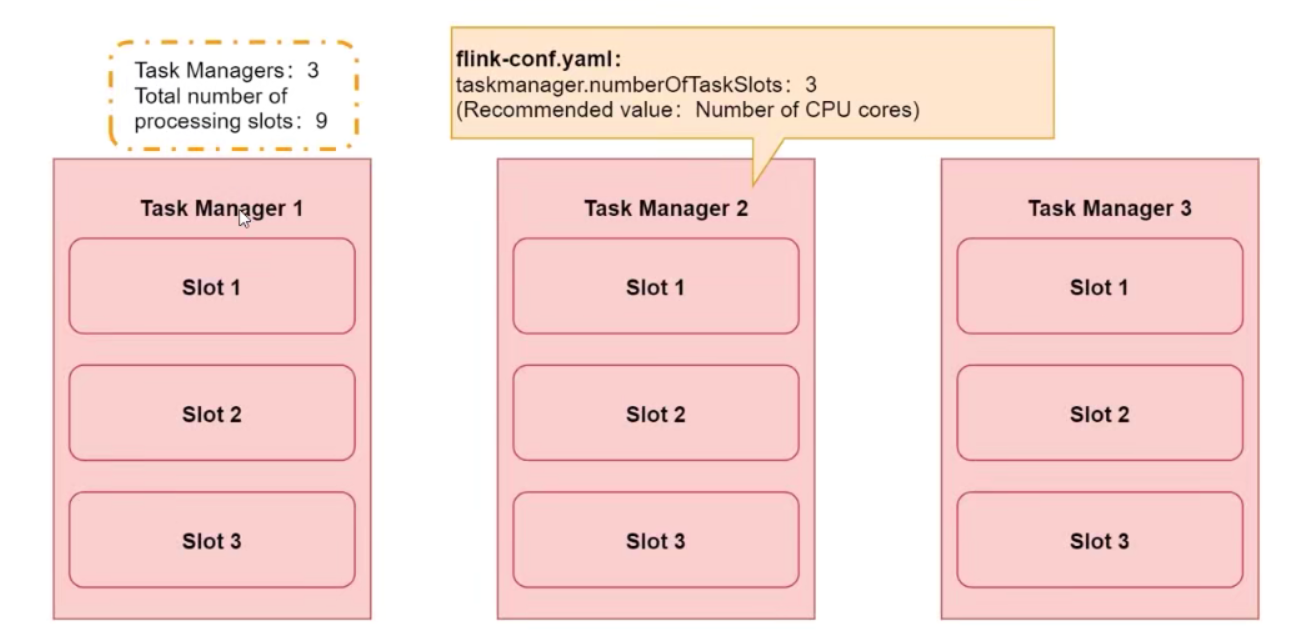 Task Managers：3
Total number of
processing slots：9
flink-conf.yaml：
taskmanager.numberOfTaskSlots：3
(Recommended value：Number of CPU cores)
Task Manager 1
Slot 1
Slot 2
Slot 3
Task Manager 2
Slot 1
Slot 2
Slot 3
Task Manager 3
Slot 1
Slot 2
Slot 3